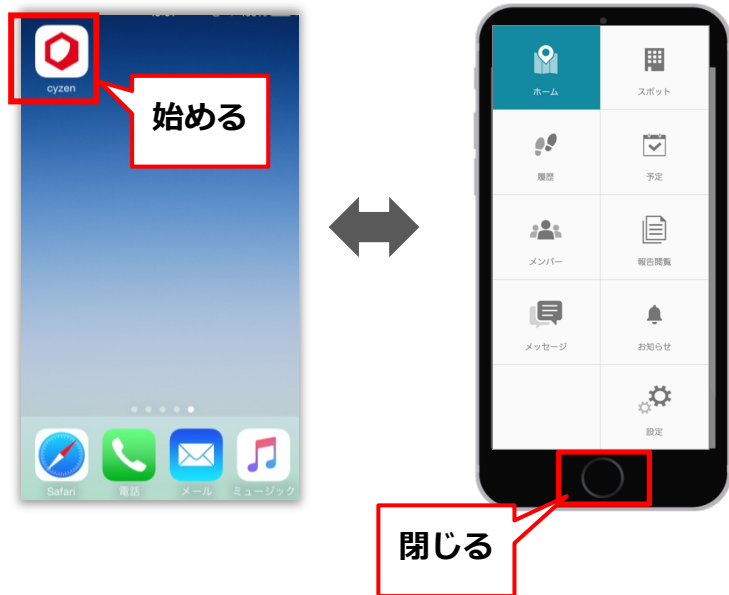 cyzen
始める
Safari
電話
メール
ミュージック
ホーム
スポット
履歴
予定
メンバー
報告閲覧
メッセージ
お知らせ
設定
閉じる